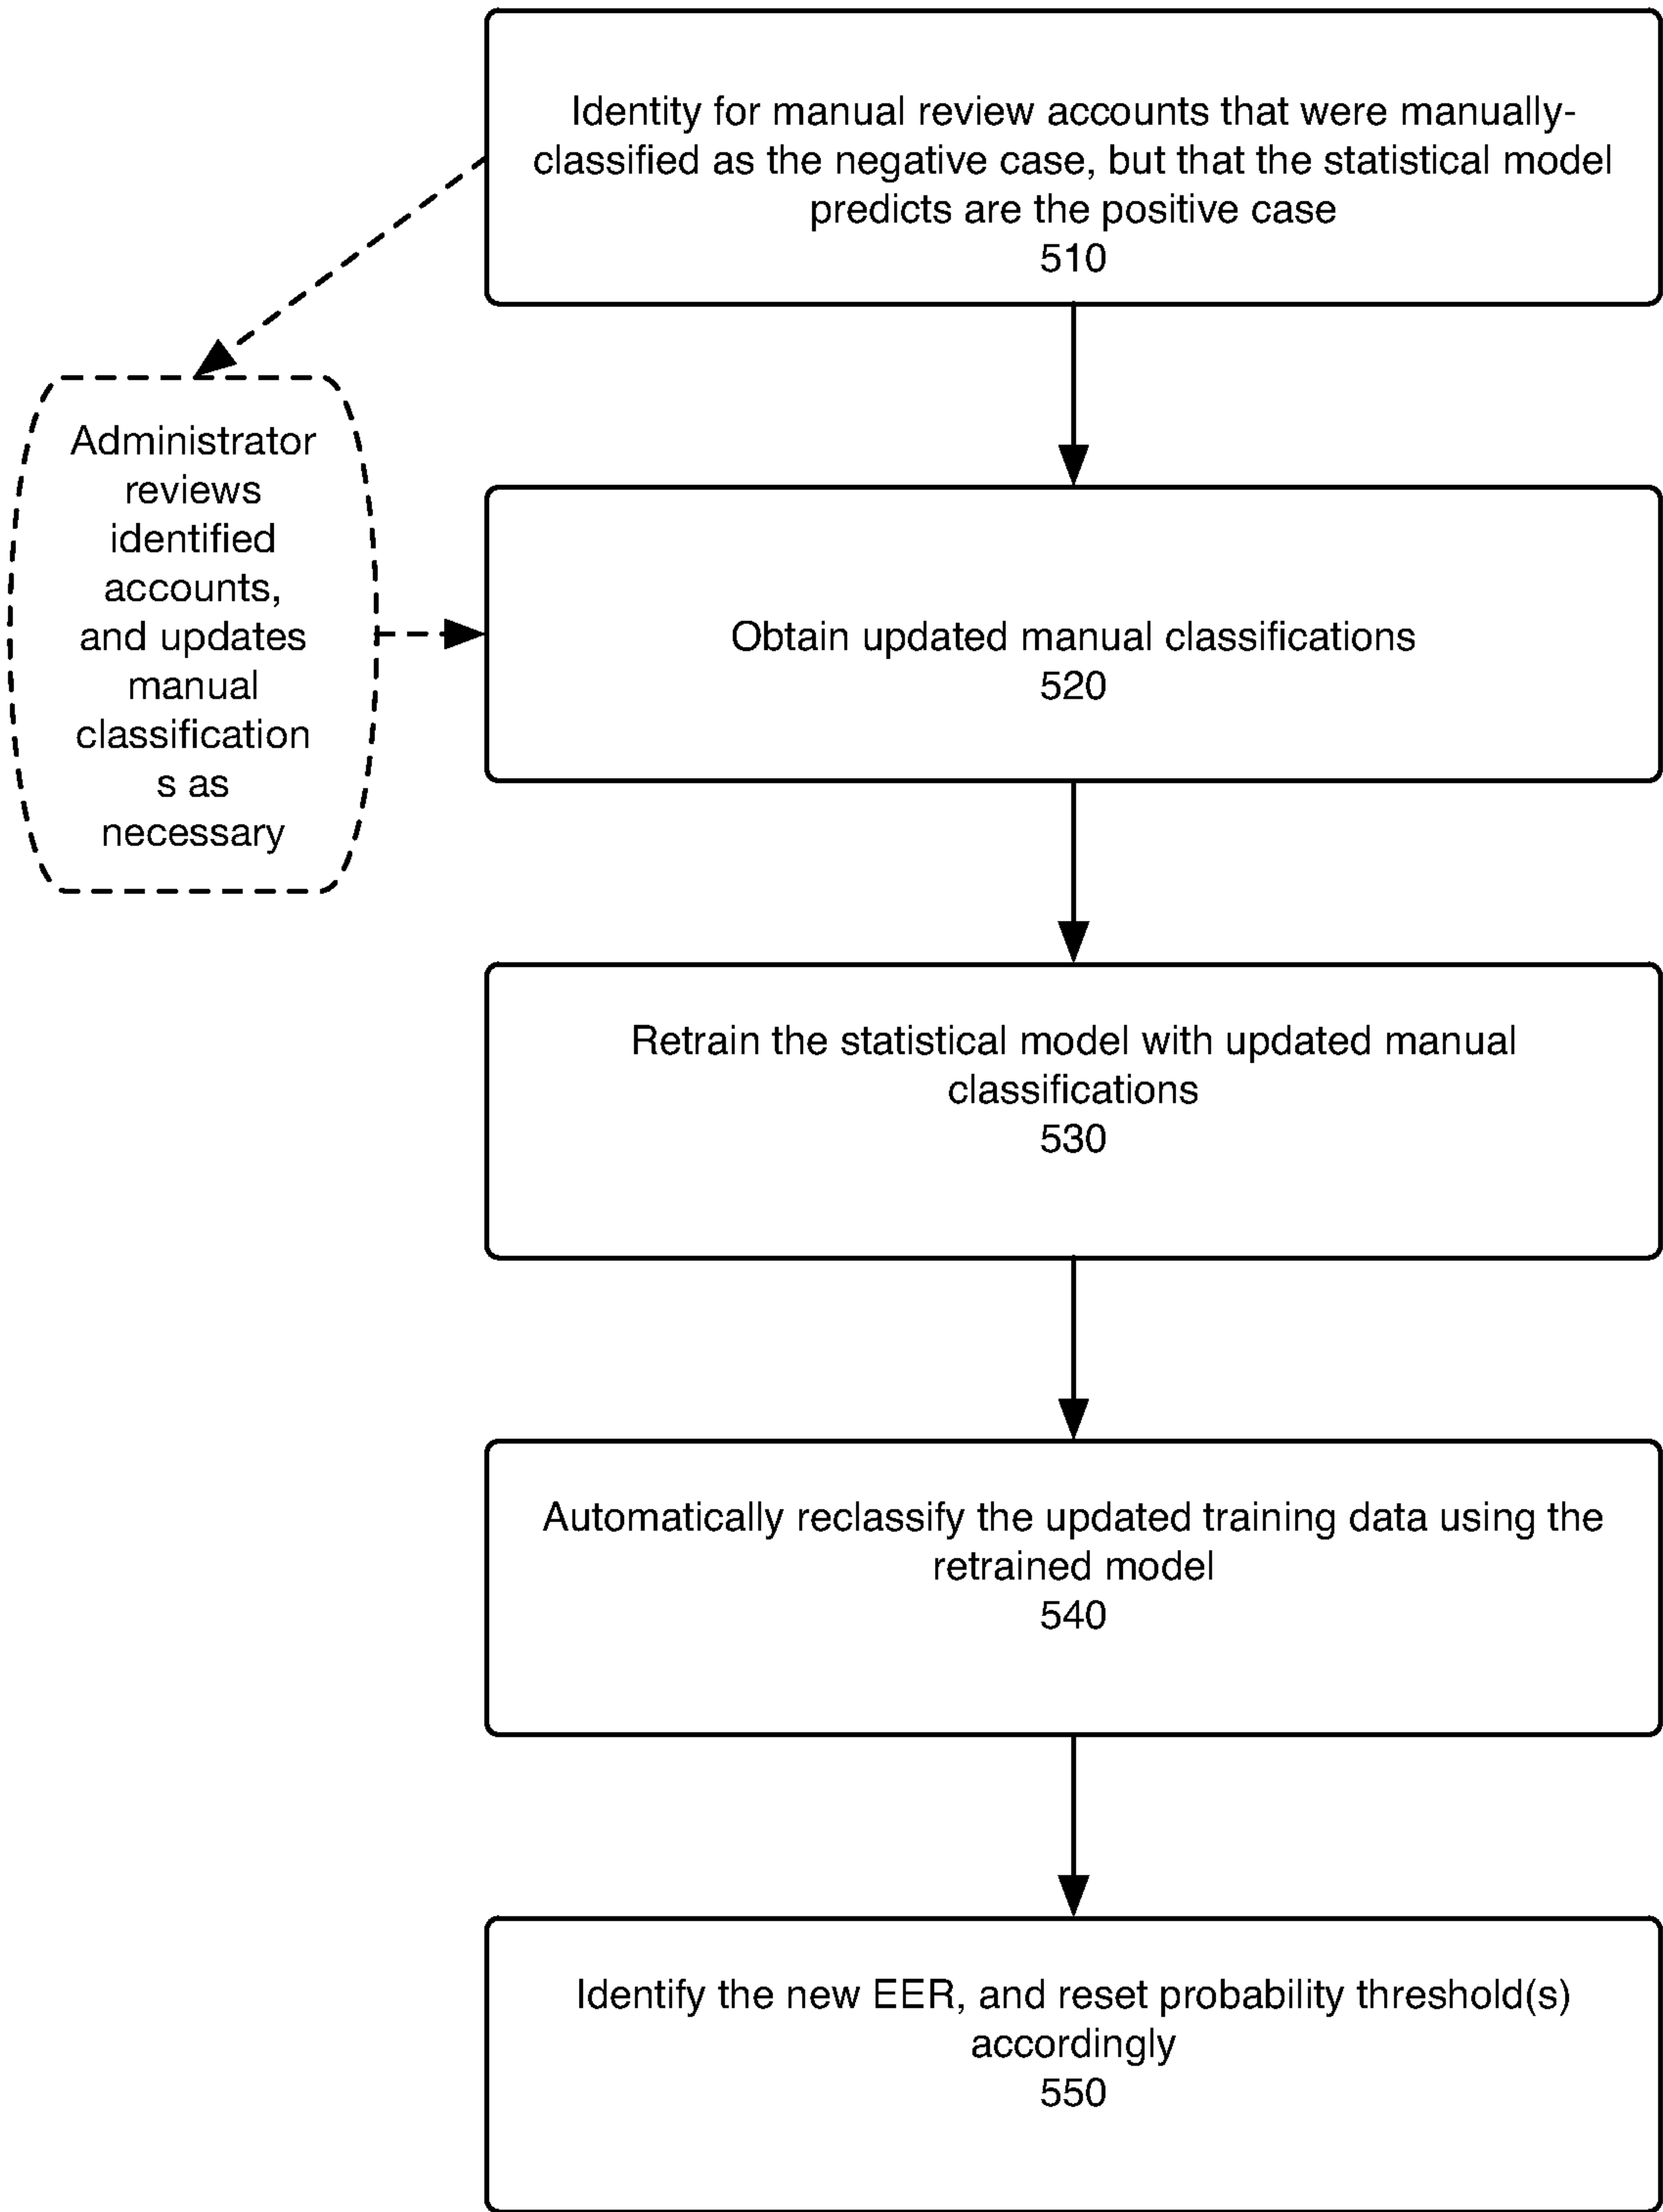 Identity for manual review accounts that were manually-
classified as the negative case, but that the statistical model
predicts are the positive case
510
Administrator
reviews
identified
accounts,
and updates
manual
classification
s as
necessary
Obtain updated manual classifications
520
Retrain the statistical model with updated manual
classifications
530
Automatically reclassify the updated training data using the
retrained model
540
Identify the new EER, and reset probability threshold(s)
accordingly
550